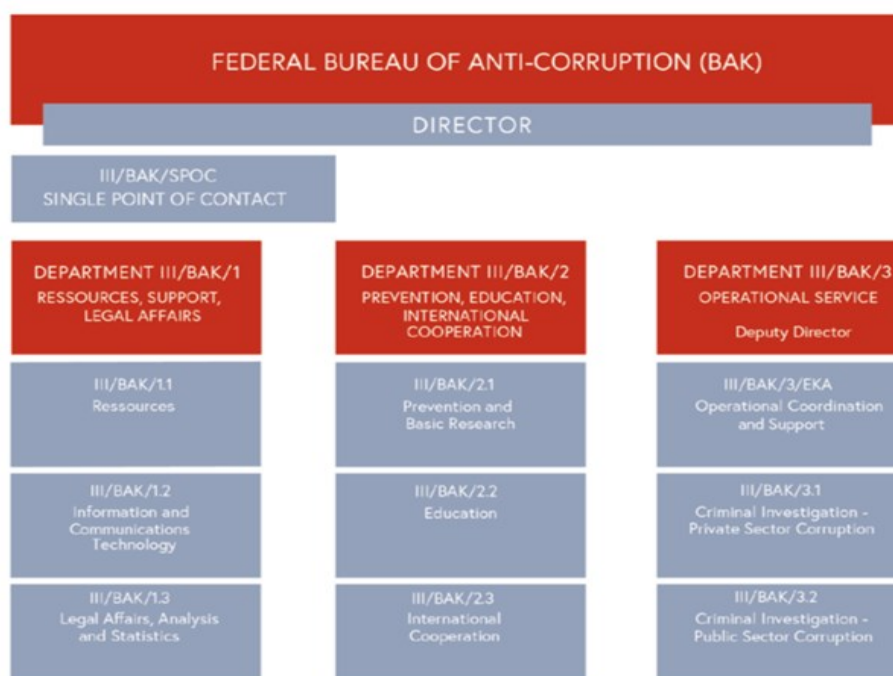 FEDERAL BUREAU OF ANTI-CORRUPTION (BAK)
DIRECTOR
III/BAK/SPOC
SINGLE POINT OF CONTACT
DEPARTMENT III/BAK/1
RESSOURCES, SUPPORT,
LEGAL AFFAIRS
III/BAK/1.1
Ressources
III/BAK/1.2
Information and
Communications
Technology
III/BAK/1.3
Legal Affairs, Analysis
and Statistics
DEPARTMENT III/BAK/2
PREVENTION, EDUCATION,
INTERNATIONAL
COOPERATION
III/BAK/2.1
Prevention and
Basic Research
III/BAK/2.2
Education
III/BAK/2.3
International
Cooperation
DEPARTMENT III/BAK/3
OPERATIONAL SERVICE
Deputy Director
III/BAK/3/EKA
Operational Coordination
and Support
III/BAK/3.1
Criminal Investigation -
Private Sector Corruption
III/BAK/3.2
Criminal Investigation -
Public Sector Corruption